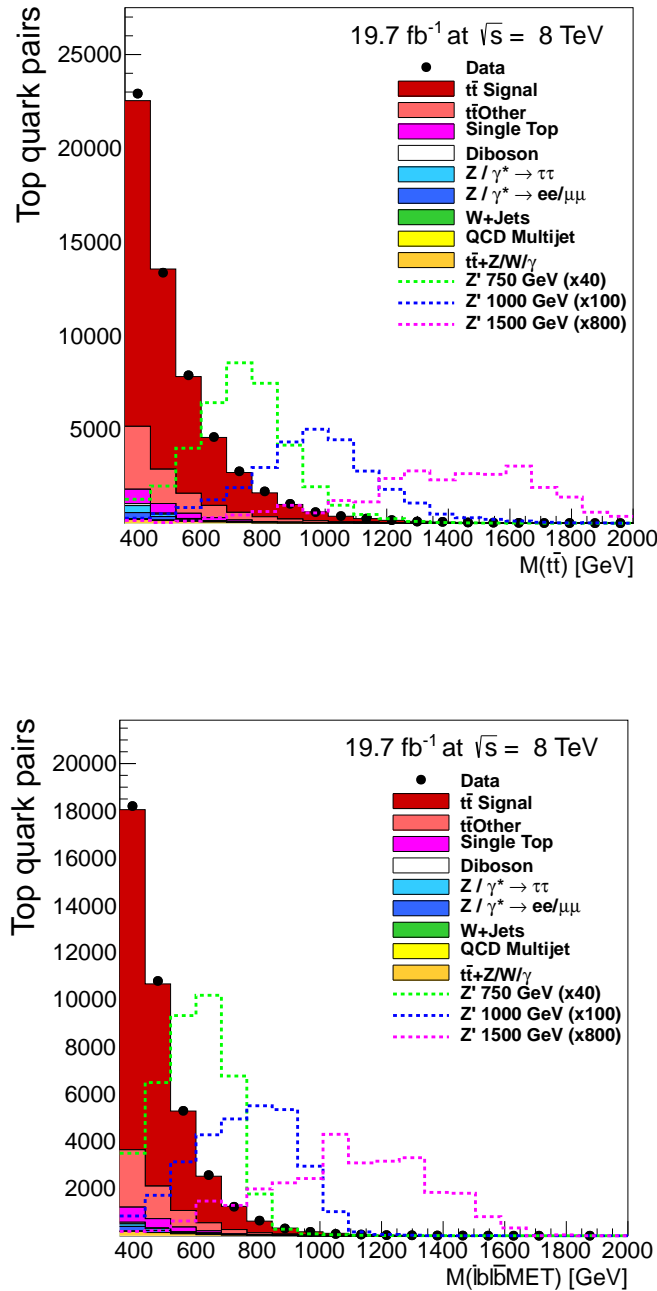 19.7 fb⁻¹ at √s = 8 TeV
Top quark pairs
25000
20000
15000
10000
5000
Data
tt̄ Signal
tt̄Other
Single Top
Diboson
Z / γ* → ττ
Z / γ* → ee/μμ
W+Jets
QCD Multijet
tt̄+Z/W/γ
Z' 750 GeV (x40)
Z' 1000 GeV (x100)
Z' 1500 GeV (x800)
400 600 800 1000 1200 1400 1600 1800 2000
M(tt̄) [GeV]
19.7 fb⁻¹ at √s = 8 TeV
Top quark pairs
20000
18000
16000
14000
12000
10000
8000
6000
4000
2000
Data
tt̄ Signal
tt̄Other
Single Top
Diboson
Z / γ* → ττ
Z / γ* → ee/μμ
W+Jets
QCD Multijet
tt̄+Z/W/γ
Z' 750 GeV (x40)
Z' 1000 GeV (x100)
Z' 1500 GeV (x800)
400 600 800 1000 1200 1400 1600 1800 2000
M(l̄blb̄MET) [GeV]